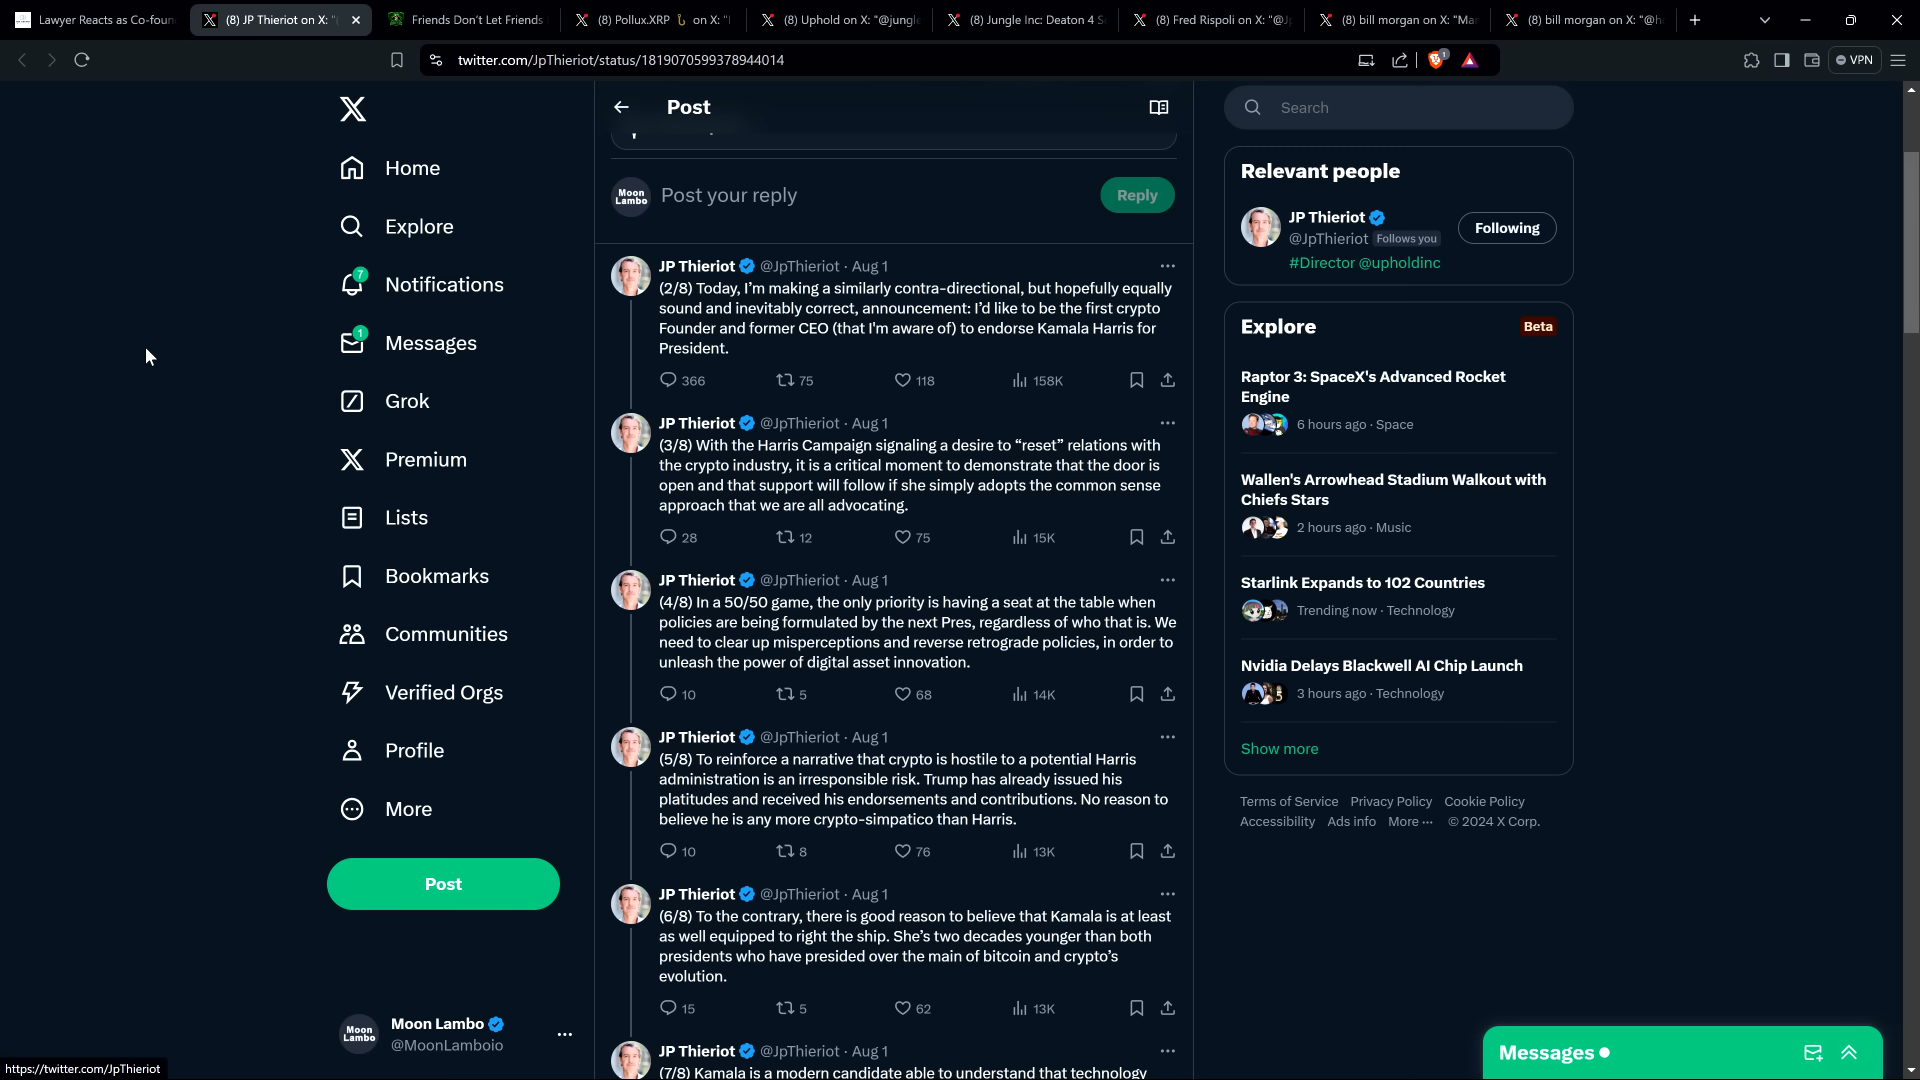 Lawyer Reacts as Co-foun
(8) JP Thieriot on X: "(
Friends Don't Let Friends
(8) Pollux.XRP on X: "I
(8) Uphold on X: "@jungle
(8) Jungle Inc: Deaton 4 S
(8) Fred Rispoli on X: "@Jp
(8) bill morgan on X: "Mar
(8) bill morgan on X: "@h
twitter.com/JpThieriot/status/1819070599378944014
1
VPN
Home
Explore
7
Notifications
1
Messages
Grok
Premium
Lists
Bookmarks
Communities
Verified Orgs
Profile
More
Post
Moon Lambo
Moon Lambo
@MoonLamboio
https://twitter.com/JpThieriot
Post
Moon Lambo
Post your reply
Reply
JP Thieriot @JpThieriot · Aug 1
(2/8) Today, I'm making a similarly contra-directional, but hopefully equally
sound and inevitably correct, announcement: I'd like to be the first crypto
Founder and former CEO (that I'm aware of) to endorse Kamala Harris for
President.
366 75 118 158K
JP Thieriot @JpThieriot · Aug 1
(3/8) With the Harris Campaign signaling a desire to “reset” relations with
the crypto industry, it is a critical moment to demonstrate that the door is
open and that support will follow if she simply adopts the common sense
approach that we are all advocating.
28 12 75 15K
JP Thieriot @JpThieriot · Aug 1
(4/8) In a 50/50 game, the only priority is having a seat at the table when
policies are being formulated by the next Pres, regardless of who that is. We
need to clear up misperceptions and reverse retrograde policies, in order to
unleash the power of digital asset innovation.
10 5 68 14K
JP Thieriot @JpThieriot · Aug 1
(5/8) To reinforce a narrative that crypto is hostile to a potential Harris
administration is an irresponsible risk. Trump has already issued his
platitudes and received his endorsements and contributions. No reason to
believe he is any more crypto-simpatico than Harris.
10 8 76 13K
JP Thieriot @JpThieriot · Aug 1
(6/8) To the contrary, there is good reason to believe that Kamala is at least
as well equipped to right the ship. She's two decades younger than both
presidents who have presided over the main of bitcoin and crypto's
evolution.
15 5 62 13K
JP Thieriot @JpThieriot · Aug 1
(7/8) Kamala is a modern candidate able to understand that technology
Search
Relevant people
JP Thieriot
@JpThieriot Follows you
Following
#Director @upholdinc
Explore
Beta
Raptor 3: SpaceX's Advanced Rocket
Engine
6 hours ago · Space
Wallen's Arrowhead Stadium Walkout with
Chiefs Stars
2 hours ago · Music
Starlink Expands to 102 Countries
Trending now · Technology
Nvidia Delays Blackwell AI Chip Launch
3 hours ago · Technology
Show more
Terms of Service Privacy Policy Cookie Policy
Accessibility Ads info More ··· © 2024 X Corp.
Messages